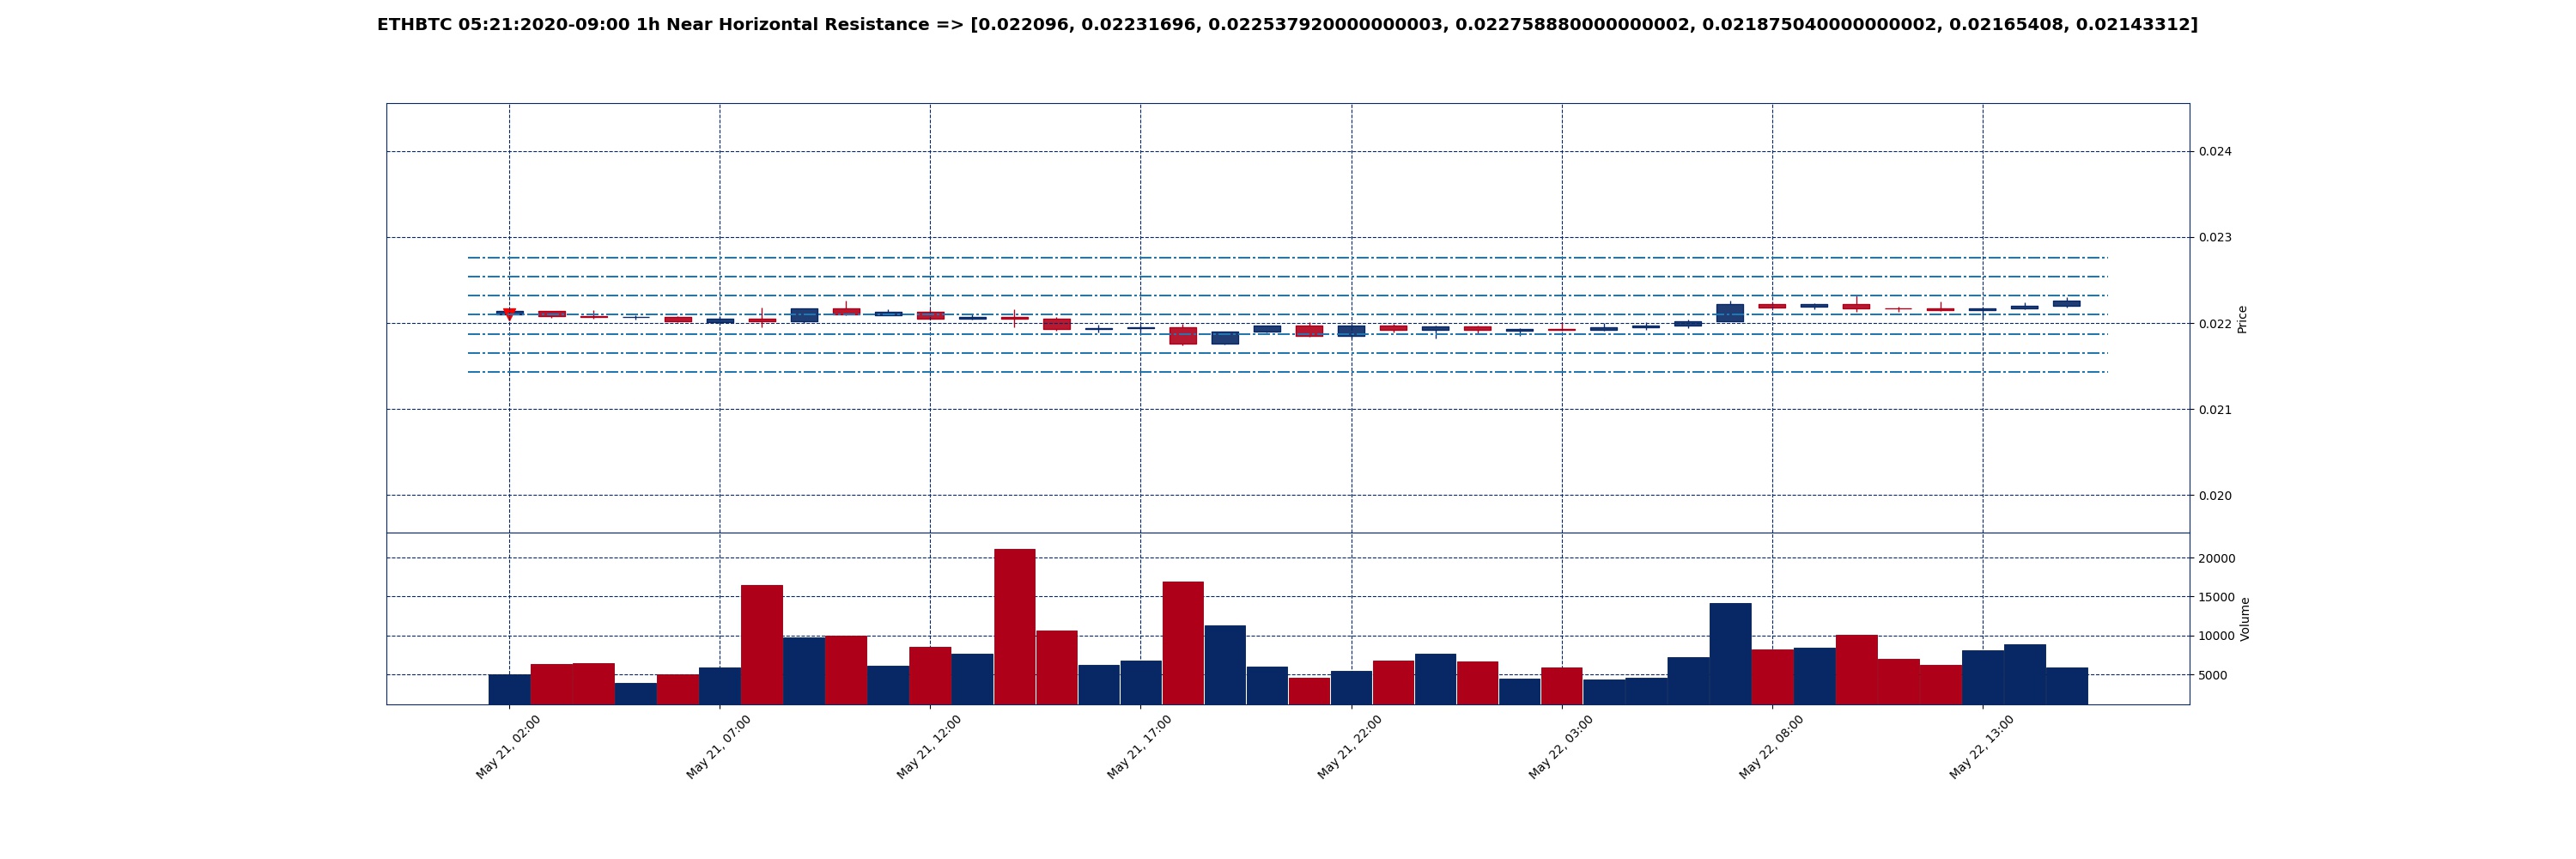 ETHBTC 05:21:2020-09:00 1h Near Horizontal Resistance => [0.022096, 0.02231696, 0.022537920000000003, 0.022758880000000002, 0.021875040000000002, 0.02165408, 0.02143312]
0.024
0.023
0.022
0.021
0.020
Price
20000
15000
10000
5000
Volume
May 21, 02:00
May 21, 07:00
May 21, 12:00
May 21, 17:00
May 21, 22:00
May 22, 03:00
May 22, 08:00
May 22, 13:00